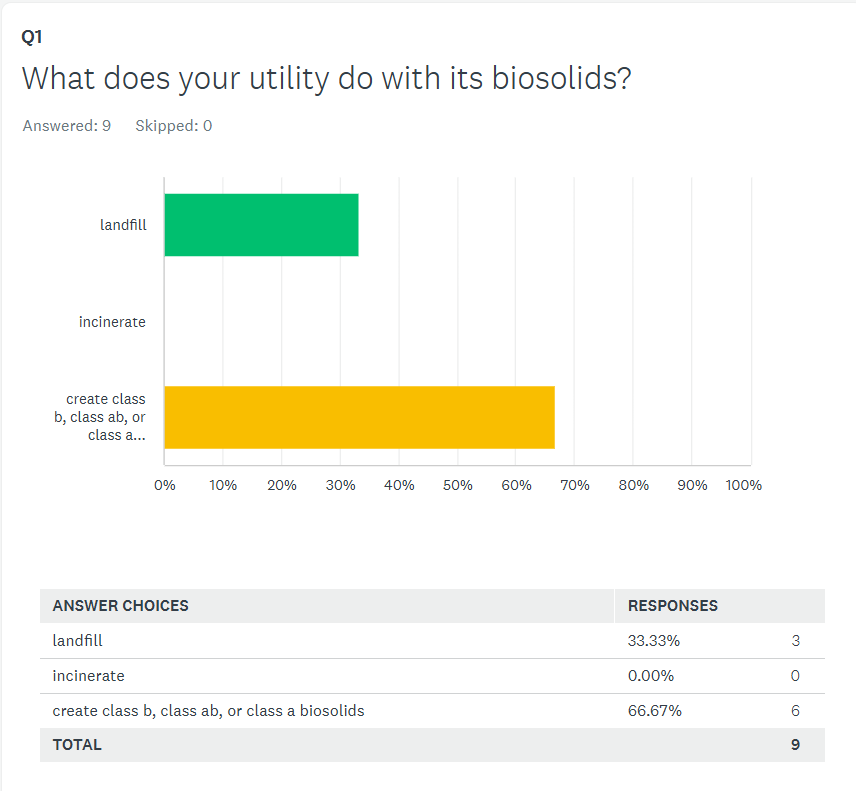 Q1
What does your utility do with its biosolids?
Answered: 9 Skipped: 0
landfill
incinerate
create class
b, class ab, or
class a...
0% 10% 20% 30% 40% 50% 60% 70% 80% 90% 100%
ANSWER CHOICES RESPONSES
landfill 33.33% 3
incinerate 0.00% 0
create class b, class ab, or class a biosolids 66.67% 6
TOTAL 9